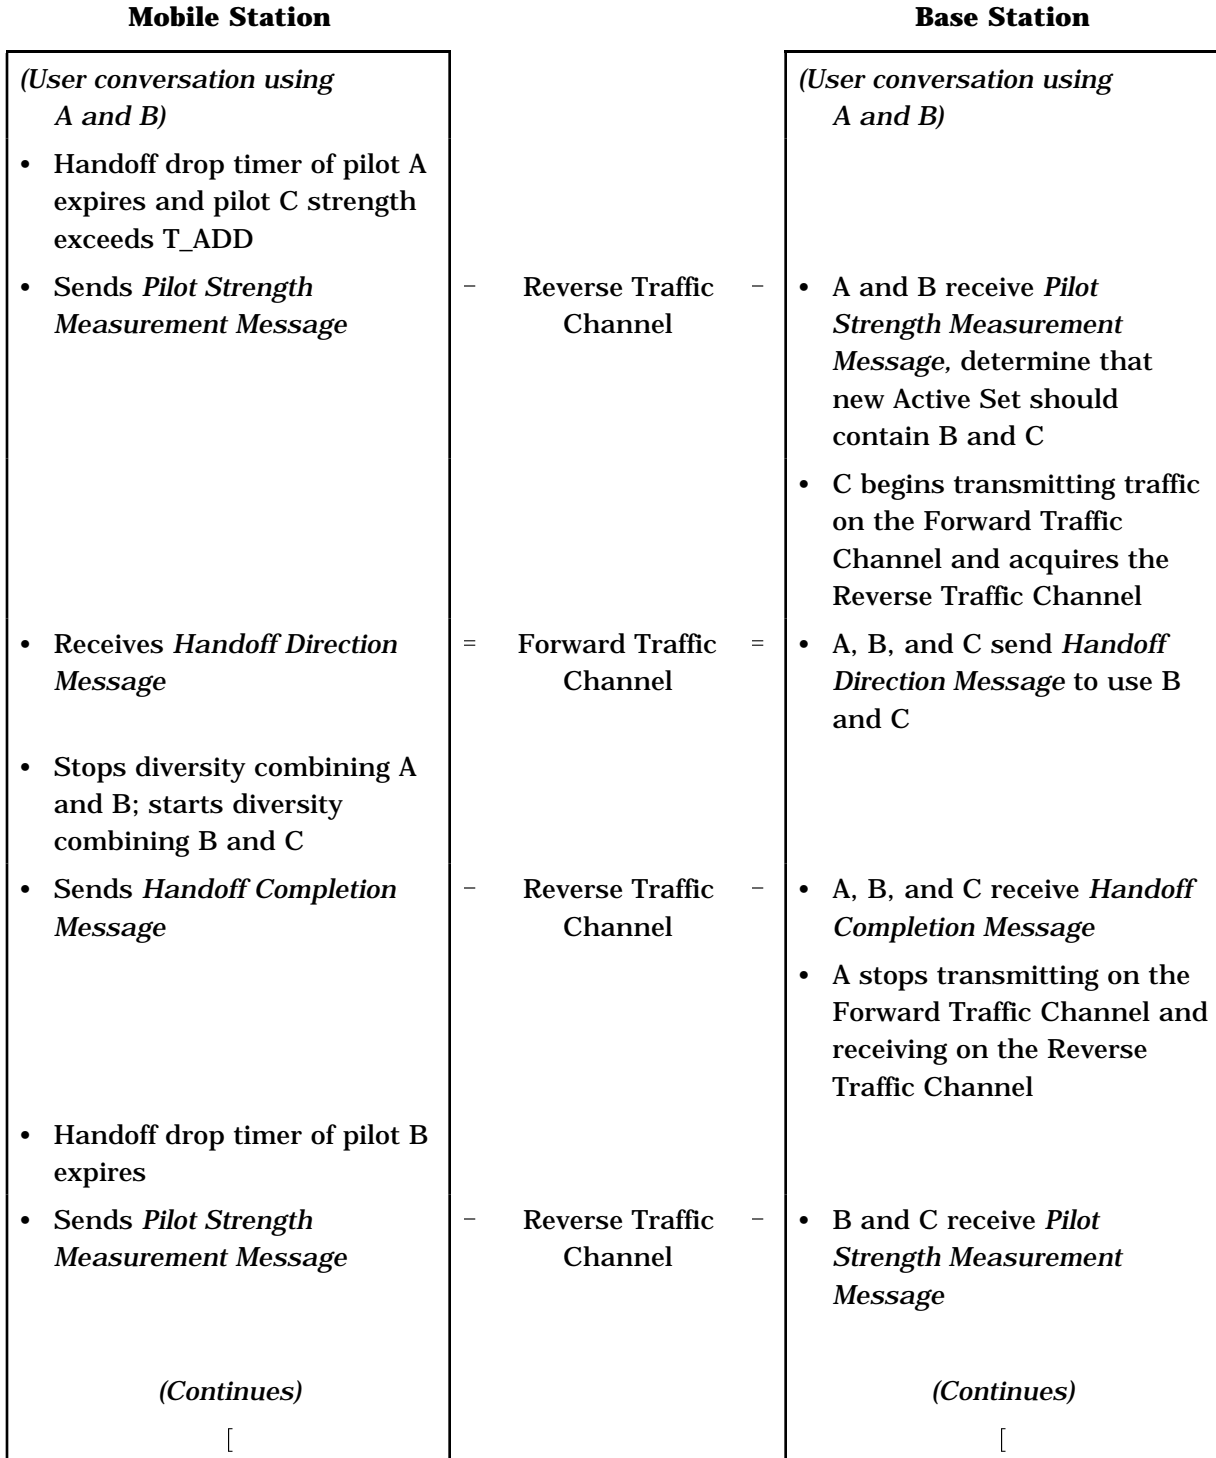 Mobile Station
Base Station
(User conversation using
A and B)
(User conversation using
A and B)
• Handoff drop timer of pilot A
expires and pilot C strength
exceeds T_ADD
• Sends Pilot Strength
Measurement Message
– Reverse Traffic –
Channel
• A and B receive Pilot
Strength Measurement
Message, determine that
new Active Set should
contain B and C
• C begins transmitting traffic
on the Forward Traffic
Channel and acquires the
Reverse Traffic Channel
• Receives Handoff Direction
Message
= Forward Traffic =
Channel
• A, B, and C send Handoff
Direction Message to use B
and C
• Stops diversity combining A
and B; starts diversity
combining B and C
• Sends Handoff Completion
Message
– Reverse Traffic –
Channel
• A, B, and C receive Handoff
Completion Message
• A stops transmitting on the
Forward Traffic Channel and
receiving on the Reverse
Traffic Channel
• Handoff drop timer of pilot B
expires
• Sends Pilot Strength
Measurement Message
– Reverse Traffic –
Channel
• B and C receive Pilot
Strength Measurement
Message
(Continues)
(Continues)
[
[